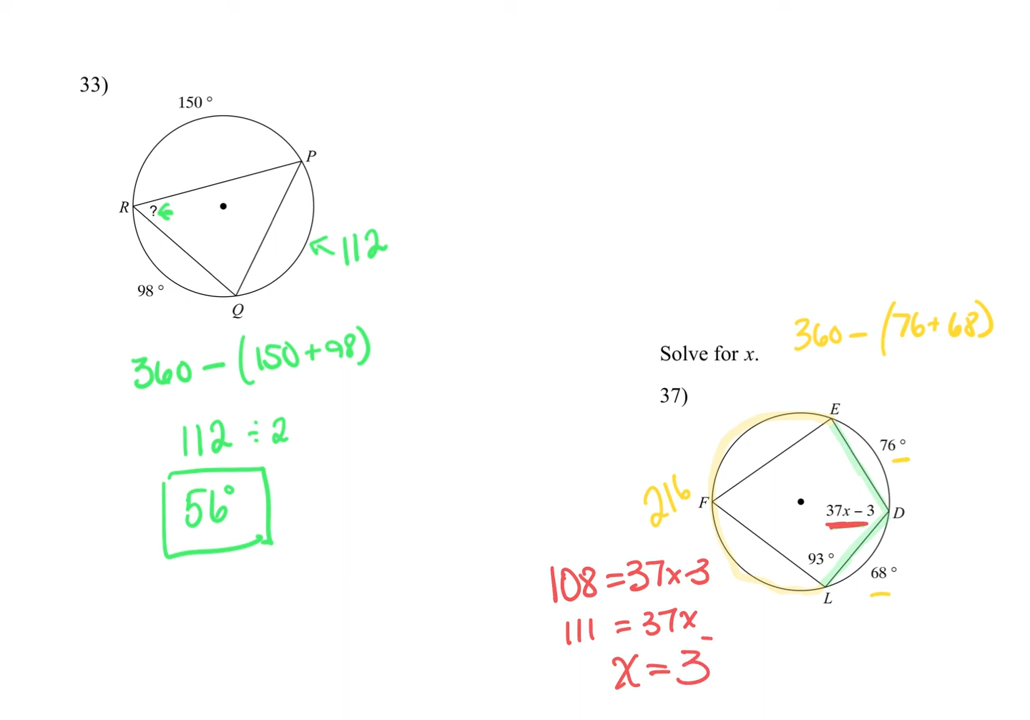 33)
150 °
P
R
?
112
98 °
Q
360 - (150 + 98)
112 ÷ 2
56°
360 - (76 + 68)
Solve for x.
37)
E
76 °
216
F
37x - 3
D
93 °
68 °
L
108 = 37x-3
111 = 37x
x = 3